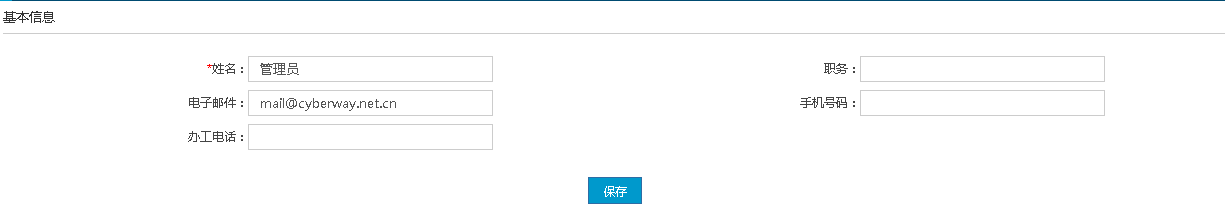 基本信息
*姓名： 管理员 职务：
电子邮件： mail@cyberway.net.cn 手机号码：
办工电话：
保存